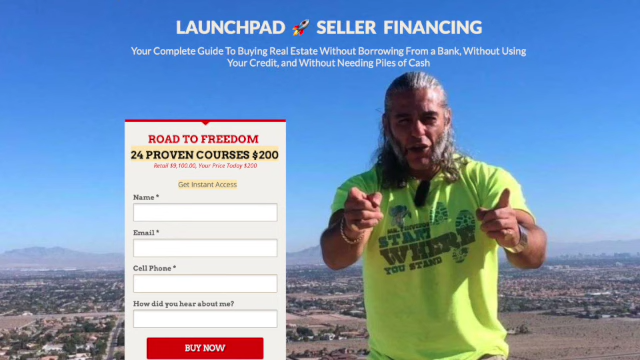 LAUNCHPAD 🚀 SELLER FINANCING
Your Complete Guide To Buying Real Estate Without Borrowing From a Bank, Without Using
Your Credit, and Without Needing Piles of Cash
ROAD TO FREEDOM
24 PROVEN COURSES $200
Retail $9,100.00, Your Price Today $200
Get Instant Access
Name *
Email *
Cell Phone *
How did you hear about me?
BUY NOW
START
WHERE
YOU STAND